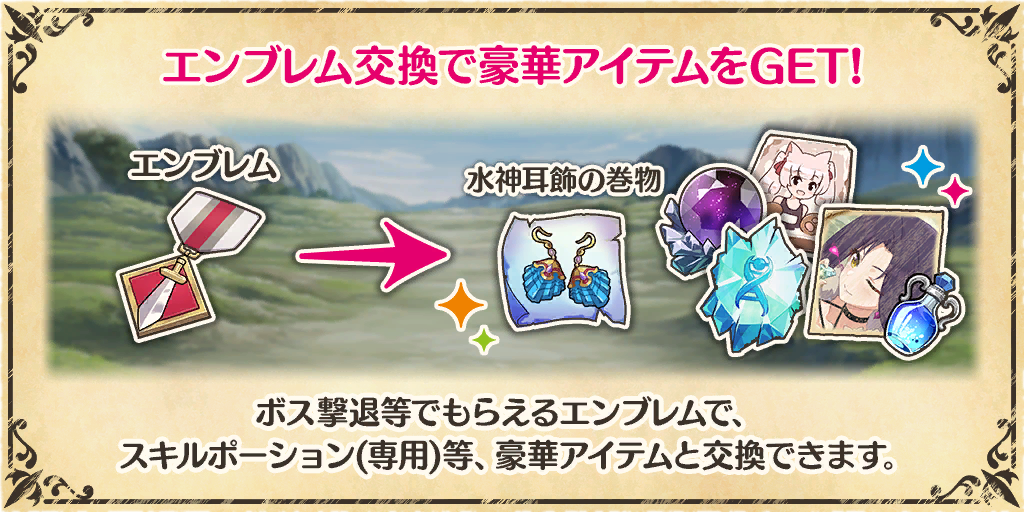 エンブレム交換で豪華アイテムをGET!
エンブレム
水神耳飾の巻物
ボス撃退等でもらえるエンブレムで、
スキルポーション(専用)等、豪華アイテムと交換できます。